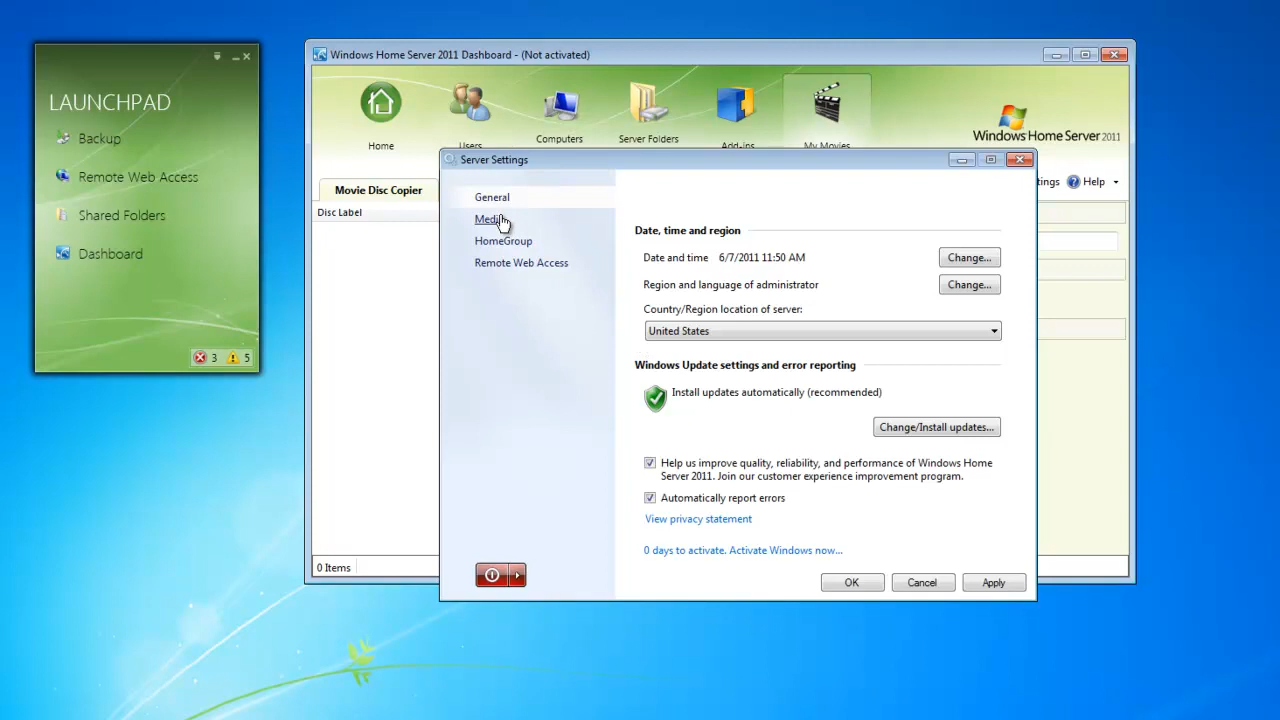 LAUNCHPAD
Backup
Remote Web Access
Shared Folders
Dashboard
3
5
Windows Home Server 2011 Dashboard - (Not activated)
Home
Users
Computers
Server Folders
Add-ins
My Movies
Windows Home Server 2011
Movie Disc Copier
tings
Help
Disc Label
0 Items
Server Settings
General
Media
HomeGroup
Remote Web Access
Date, time and region
Date and time 6/7/2011 11:50 AM
Change...
Region and language of administrator
Change...
Country/Region location of server:
United States
Windows Update settings and error reporting
Install updates automatically (recommended)
Change/Install updates...
Help us improve quality, reliability, and performance of Windows Home
Server 2011. Join our customer experience improvement program.
Automatically report errors
View privacy statement
0 days to activate. Activate Windows now...
OK
Cancel
Apply